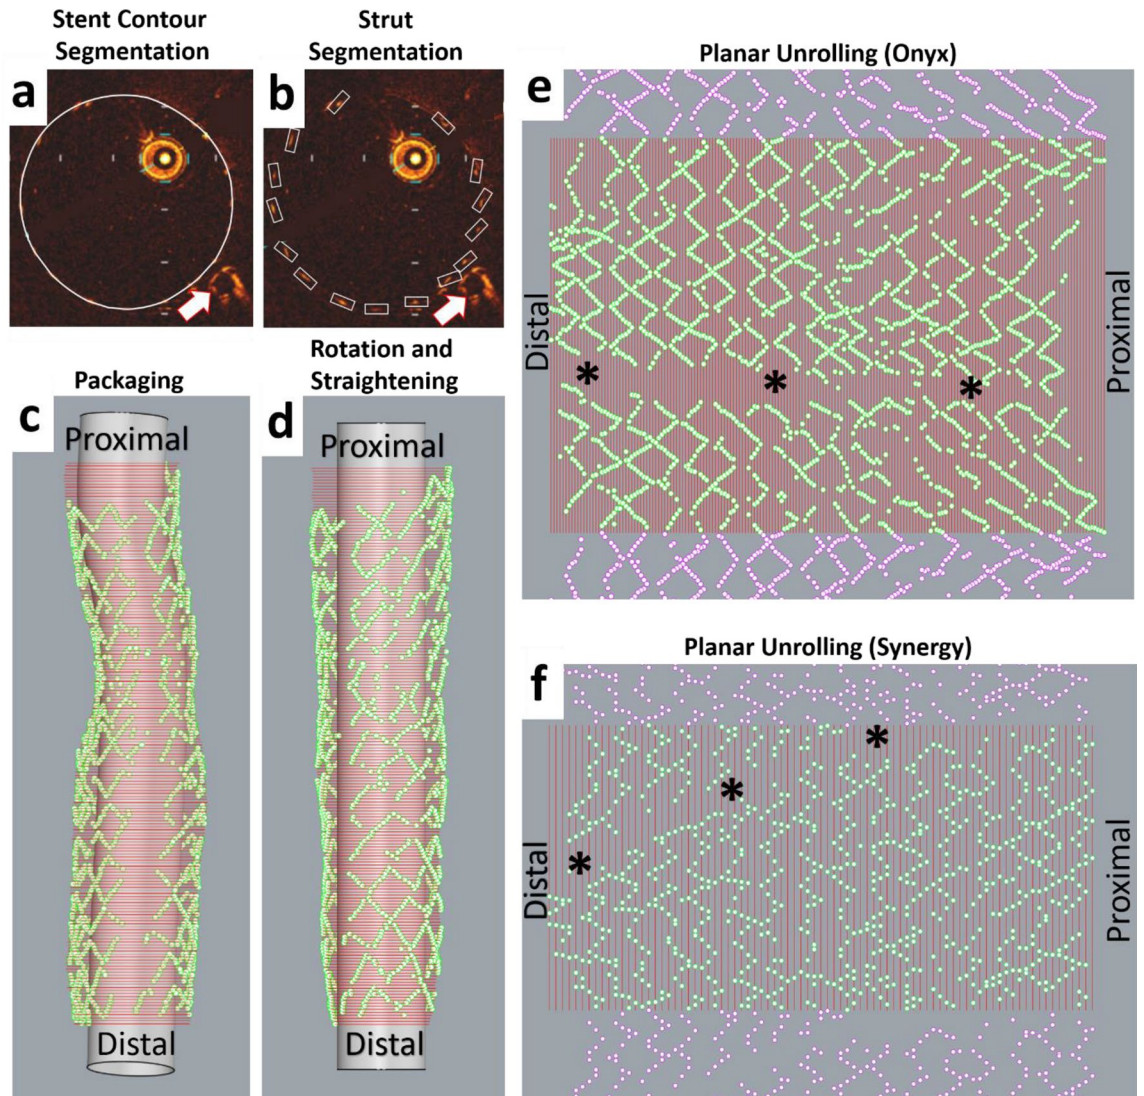 Stent Contour
Segmentation
a
Strut
Segmentation
b
Planar Unrolling (Onyx)
e
Distal
*
*
*
Proximal
Packaging
c
Proximal
Distal
Rotation and
Straightening
d
Proximal
Distal
Planar Unrolling (Synergy)
f
Distal
*
*
*
Proximal